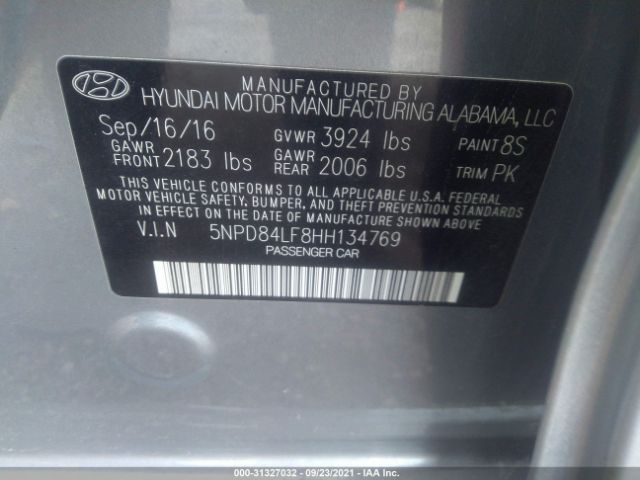 MANUFACTURED BY
HYUNDAI MOTOR MANUFACTURING ALABAMA, LLC
Sep/16/16 GVWR 3924 lbs PAINT 8S
GAWR FRONT 2183 lbs GAWR REAR 2006 lbs TRIM PK
THIS VEHICLE CONFORMS TO ALL APPLICABLE U.S.A. FEDERAL
MOTOR VEHICLE SAFETY, BUMPER, AND THEFT PREVENTION STANDARDS
IN EFFECT ON THE DATE OF MANUFACTURE SHOWN ABOVE
V.I.N 5NPD84LF8HH134769
PASSENGER CAR
000-31327032 / 09/23/2021 / IAAI.COM